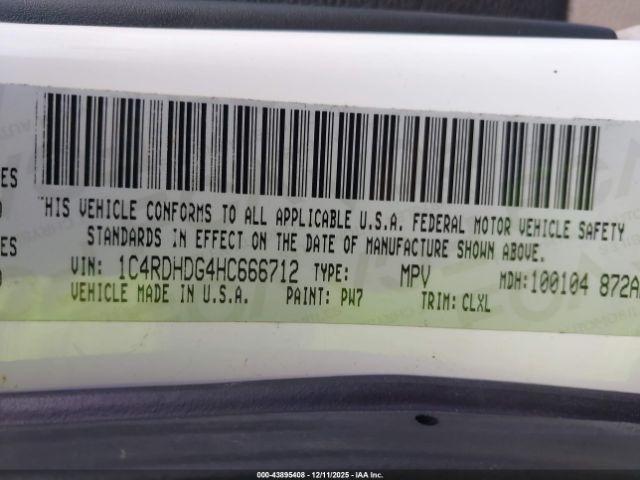 THIS VEHICLE CONFORMS TO ALL APPLICABLE U.S.A. FEDERAL MOTOR VEHICLE SAFETY
STANDARDS IN EFFECT ON THE DATE OF MANUFACTURE SHOWN ABOVE.
VIN: 1C4RDHDG4HC666712 TYPE: MPV MDH:100104 872A
VEHICLE MADE IN U.S.A. PAINT: PW7 TRIM: CLXL
ES
ES
000-43895408 - 12/11/2025 - IAA Inc.